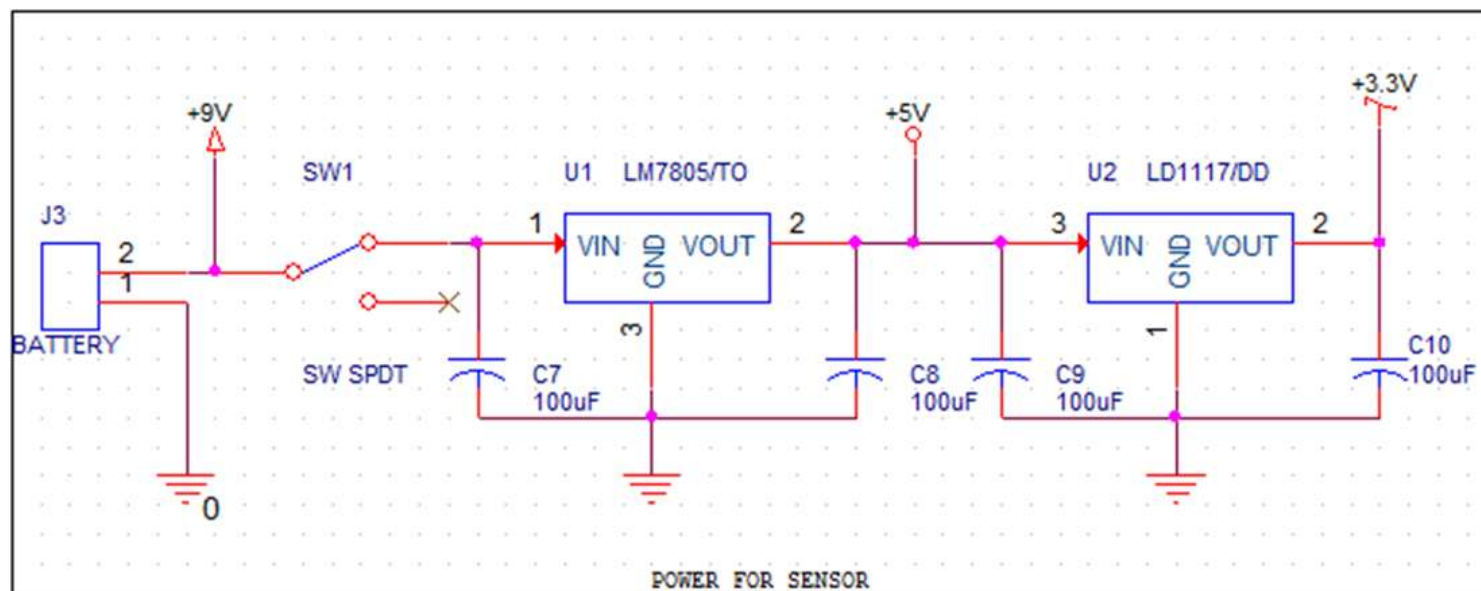 +9V
+5V
+3.3V
SW1
U1 LM7805/TO
U2 LD1117/DD
J3
2
1
BATTERY
1
VIN
GND
VOUT
2
3
3
VIN
GND
VOUT
2
1
SW SPDT
C7
100uF
C8
100uF
C9
100uF
C10
100uF
0
POWER FOR SENSOR